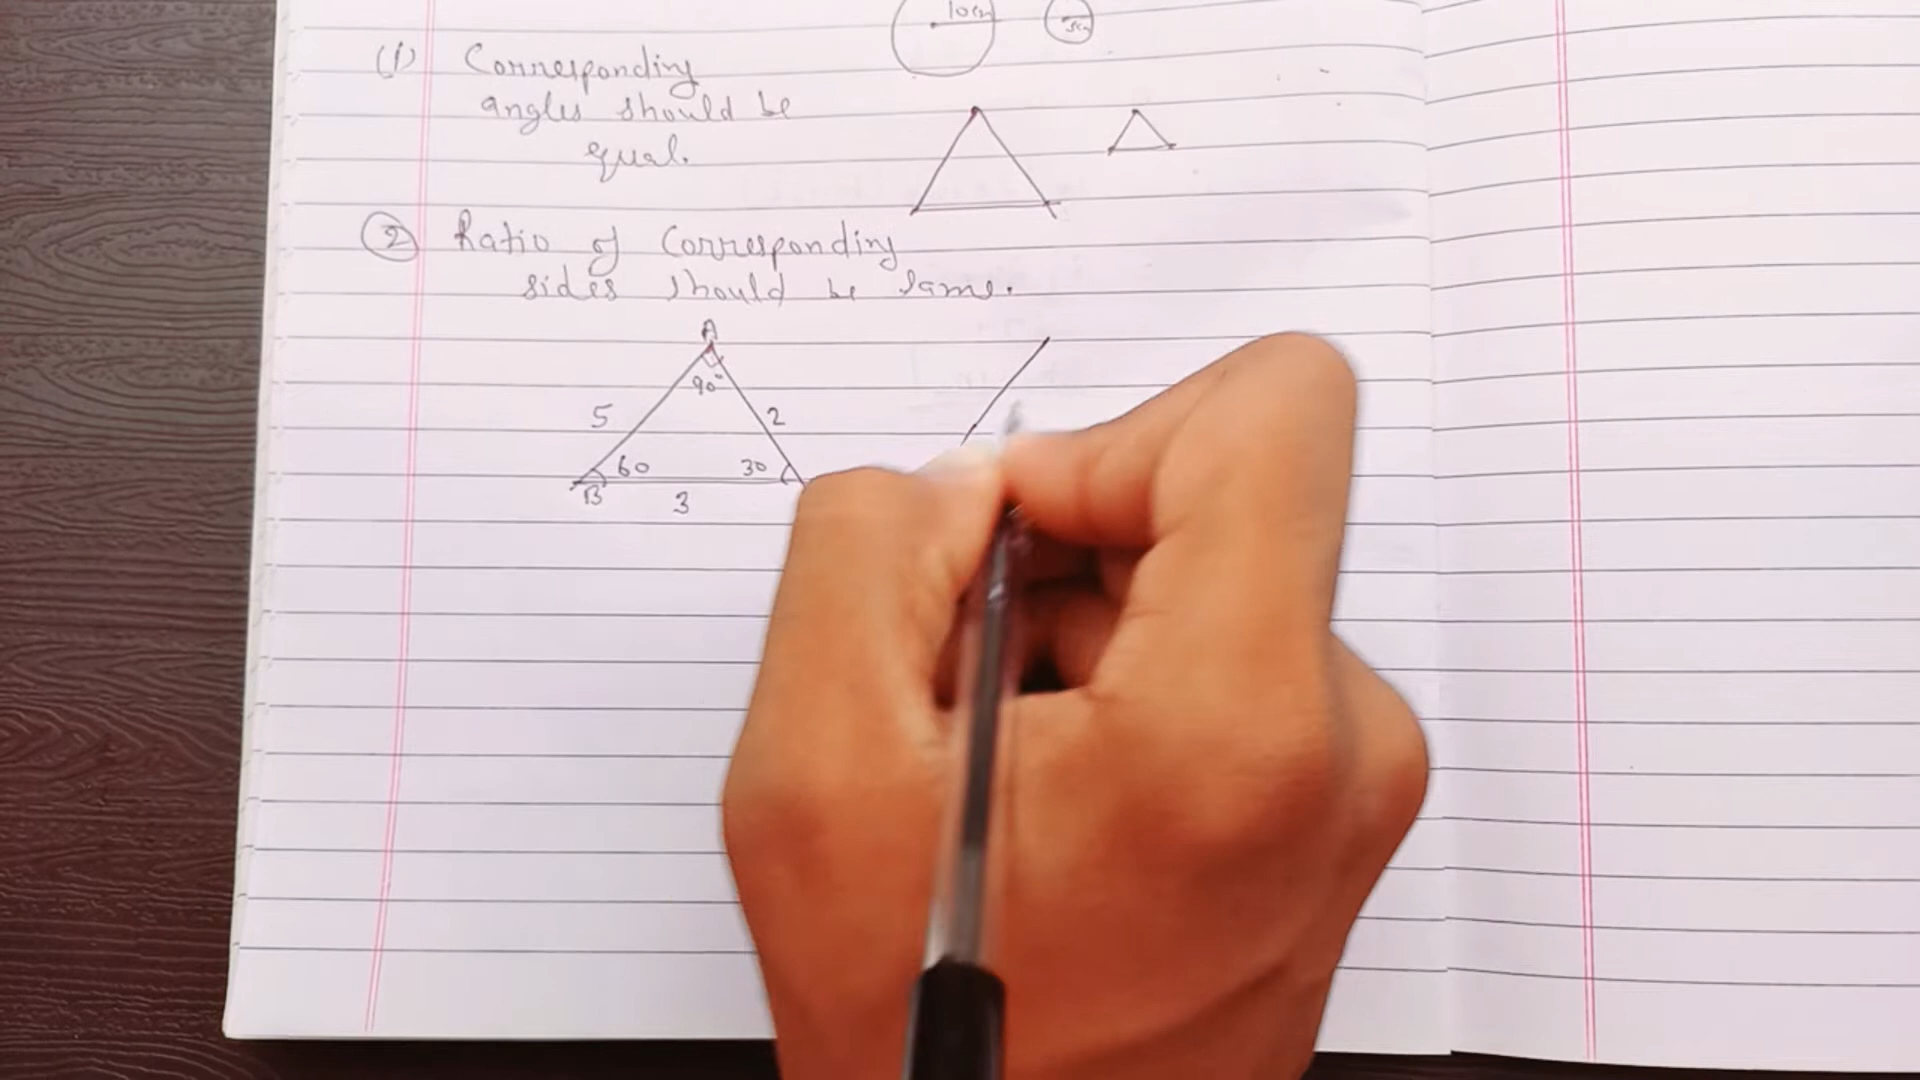 10cm
5cm
(1) Corresponding
angles should be
equal.
(2) Ratio of Corresponding
sides should be same.
A
90°
5
2
60
30
B
3